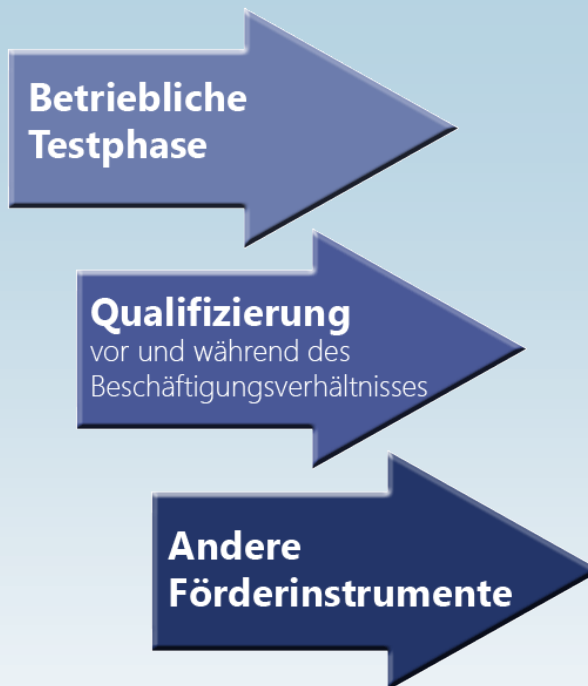 Betriebliche
Testphase
Qualifizierung
vor und während des
Beschäftigungsverhältnisses
Andere
Förderinstrumente